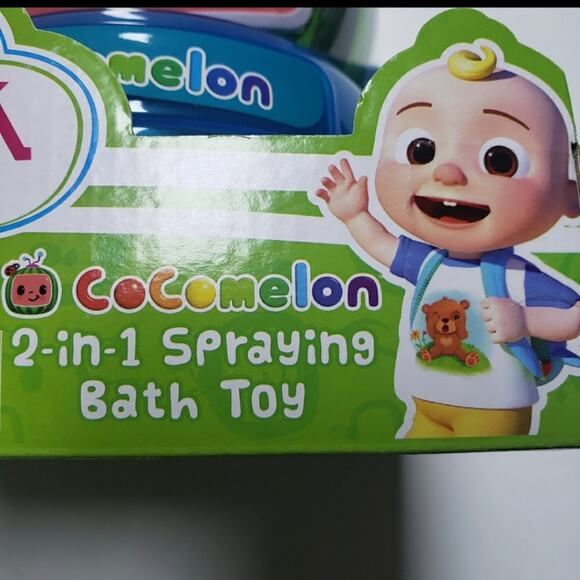 melon
K
CoComelon
2-in-1 Spraying
Bath Toy